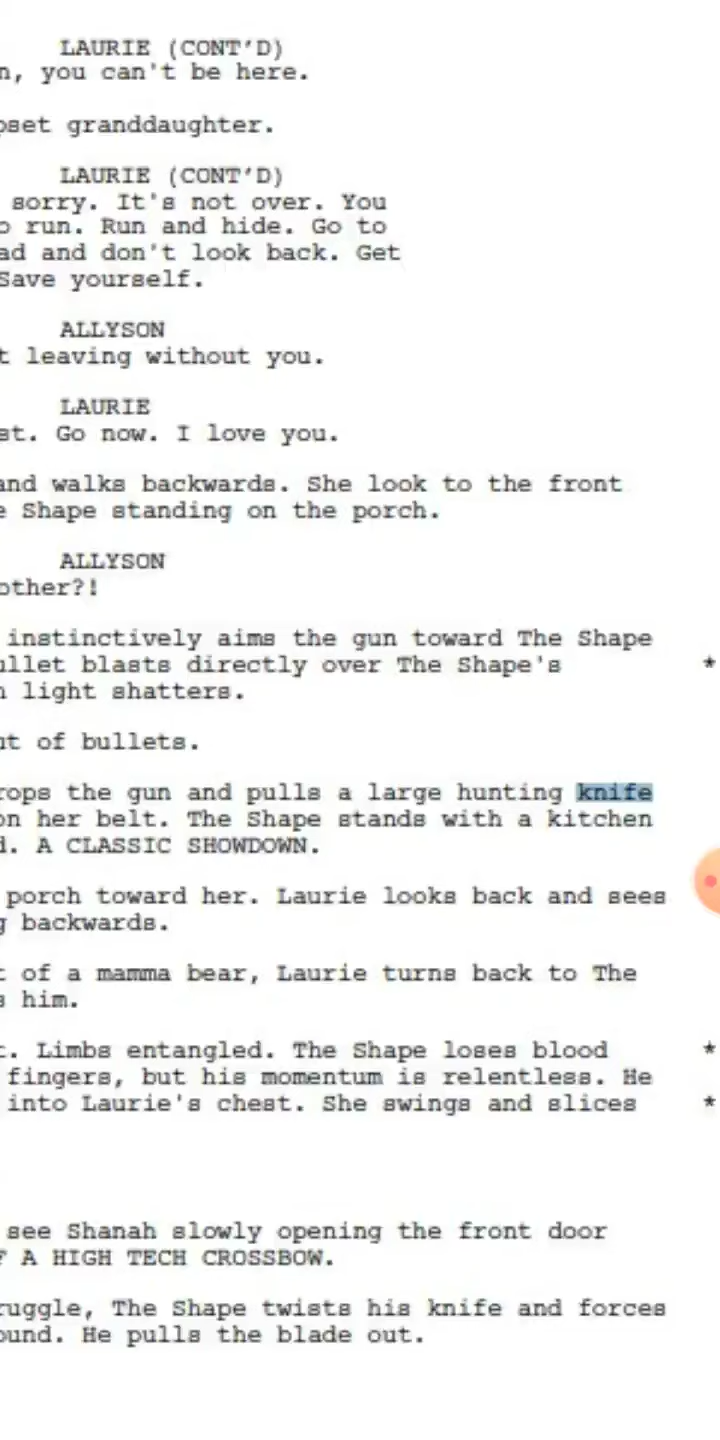 LAURIE (CONT'D)
n, you can't be here.
pset granddaughter.
LAURIE (CONT'D)
sorry. It's not over. You
o run. Run and hide. Go to
ad and don't look back. Get
Save yourself.
ALLYSON
t leaving without you.
LAURIE
st. Go now. I love you.
and walks backwards. She look to the front
e Shape standing on the porch.
ALLYSON
other?!
instinctively aims the gun toward The Shape
ullet blasts directly over The Shape's *
n light shatters.
ut of bullets.
rops the gun and pulls a large hunting knife
on her belt. The Shape stands with a kitchen
d. A CLASSIC SHOWDOWN.
porch toward her. Laurie looks back and sees
g backwards.
t of a mamma bear, Laurie turns back to The
s him.
t. Limbs entangled. The Shape loses blood *
fingers, but his momentum is relentless. He
into Laurie's chest. She swings and slices *
see Shanah slowly opening the front door
F A HIGH TECH CROSSBOW.
ruggle, The Shape twists his knife and forces
ound. He pulls the blade out.